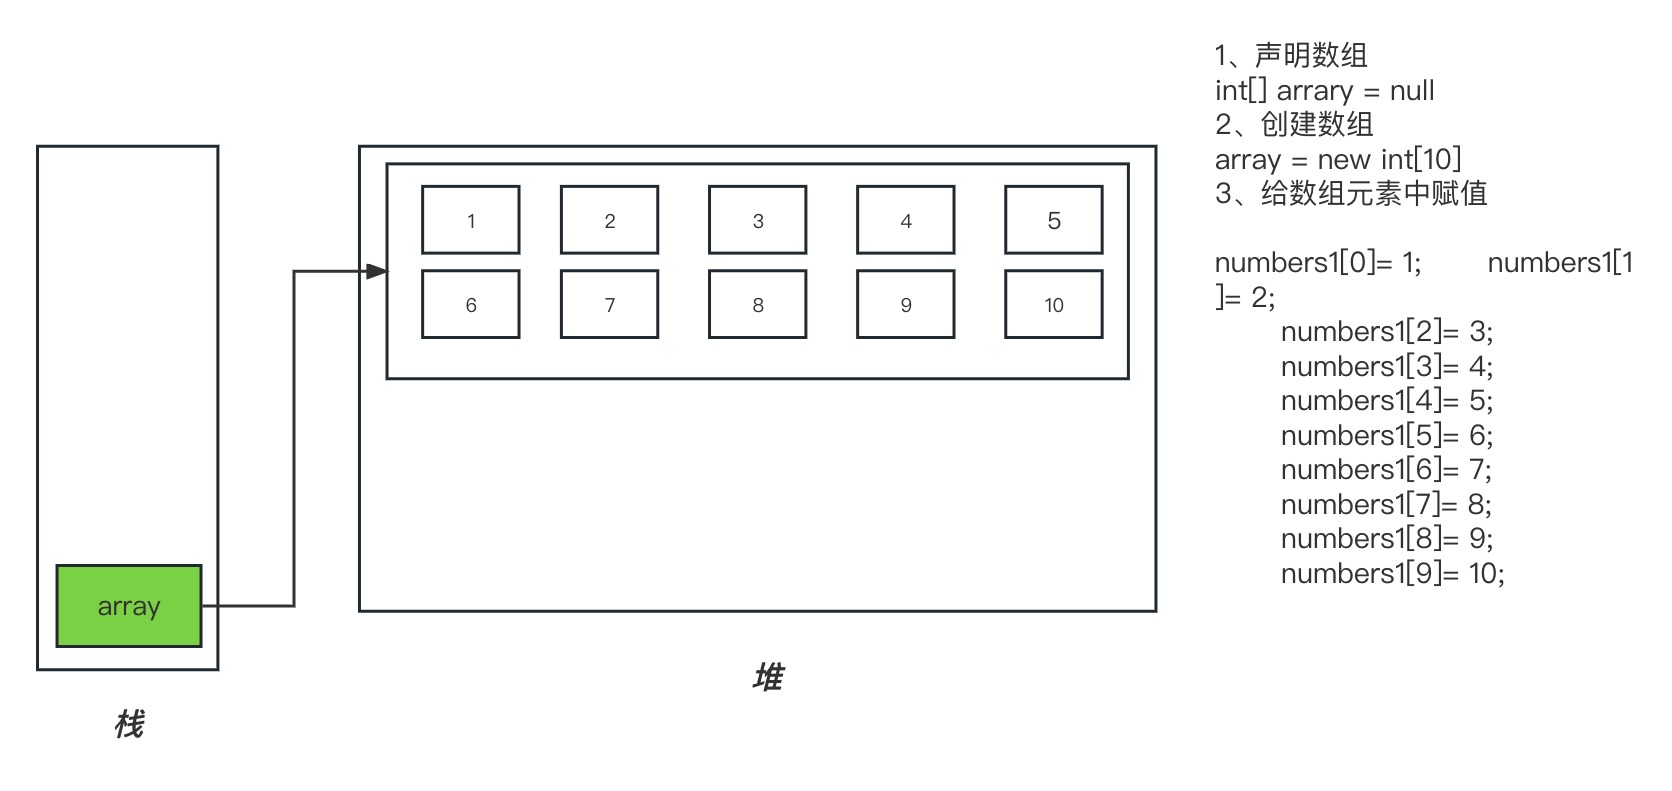 1、声明数组
int[] arrary = null
2、创建数组
array = new int[10]
3、给数组元素中赋值
numbers1[0]= 1; numbers1[1
]= 2;
numbers1[2]= 3;
numbers1[3]= 4;
numbers1[4]= 5;
numbers1[5]= 6;
numbers1[6]= 7;
numbers1[7]= 8;
numbers1[8]= 9;
numbers1[9]= 10;
1 2 3 4 5
6 7 8 9 10
array
堆
栈